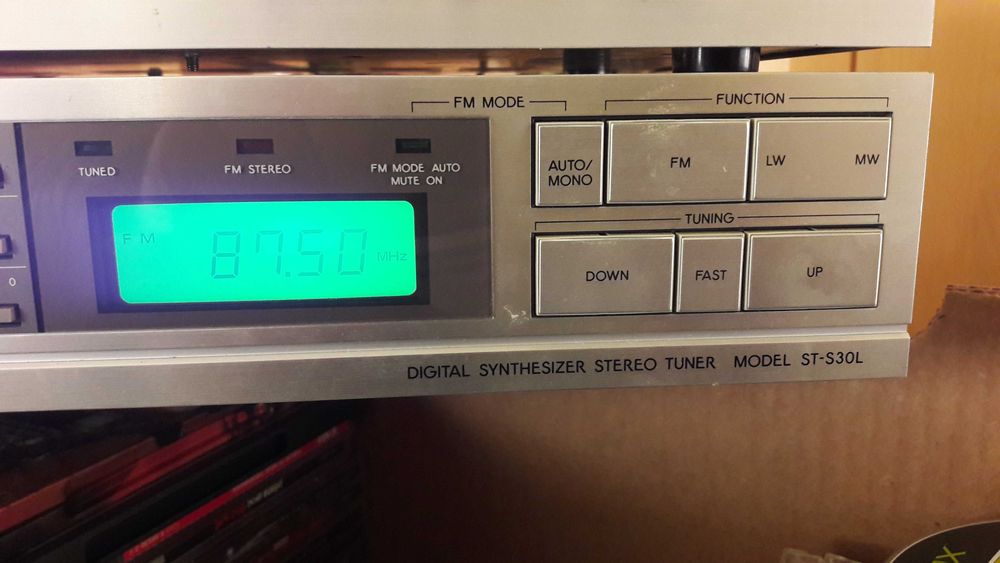 FM MODE
FUNCTION
TUNED
FM STEREO
FM MODE AUTO
MUTE ON
AUTO/
MONO
FM
LW
MW
FM 87.50 MHz
TUNING
DOWN
FAST
UP
0
DIGITAL SYNTHESIZER STEREO TUNER MODEL ST-S30L